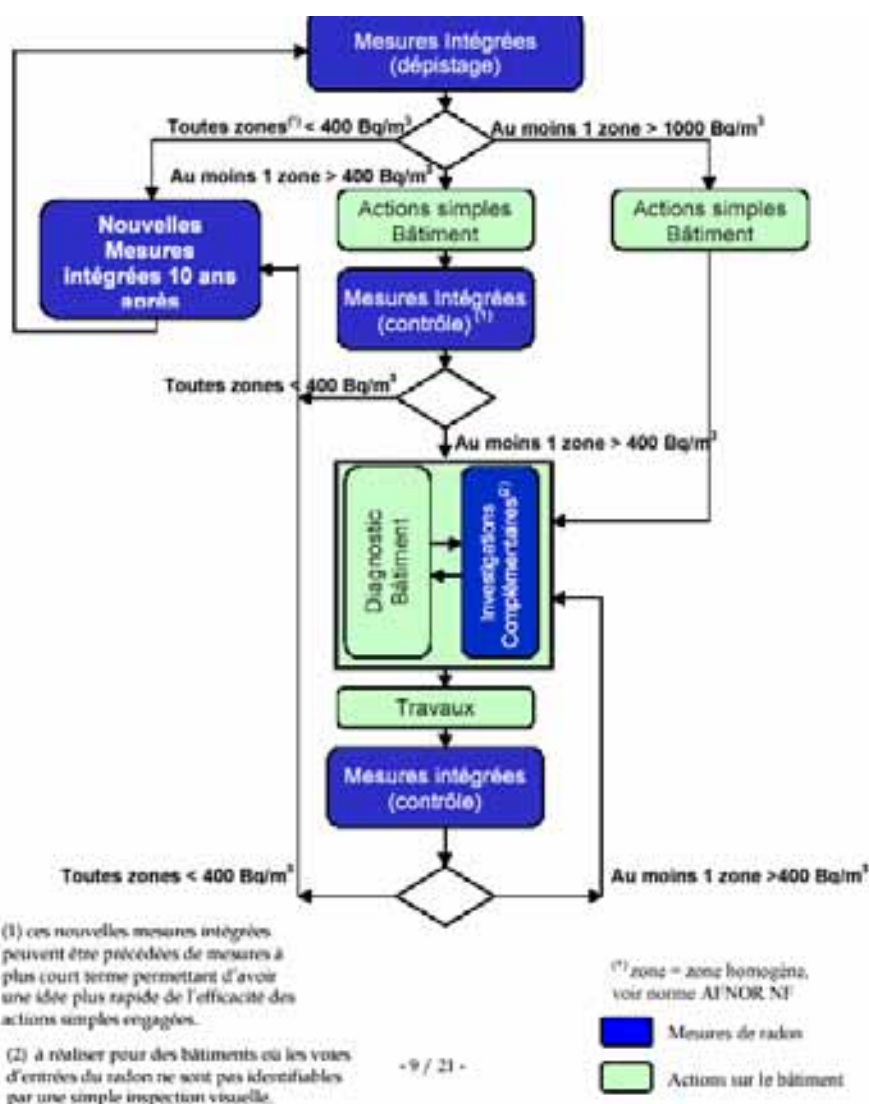 Mesures Intégrées
(dépistage)
Toutes zones(*) < 400 Bq/m3
Au moins 1 zone > 1000 Bq/m3
Au moins 1 zone > 400 Bq/m3
Actions simples
Bâtiment
Actions simples
Bâtiment
Nouvelles
Mesures
Intégrées 10 ans
après
Mesures Intégrées
(contrôle) (1)
Toutes zones < 400 Bq/m3
Au moins 1 zone > 400 Bq/m3
Diagnostic
Bâtiment
Investigations
Complémentaires(2)
Travaux
Mesures intégrées
(contrôle)
Toutes zones < 400 Bq/m3
Au moins 1 zone >400 Bq/m3
(1) ces nouvelles mesures intégrées
peuvent être précédées de mesures à
plus court terme permettant d'avoir
une idée plus rapide de l'efficacité des
actions simples engagées.
(*) zone = zone homogène,
voir norme AFNOR NF
Mesures de radon
(2) à réaliser pour des bâtiments où les voies
d'entrées du radon ne sont pas identifiables
par une simple inspection visuelle.
- 9 / 21 -
Actions sur le bâtiment